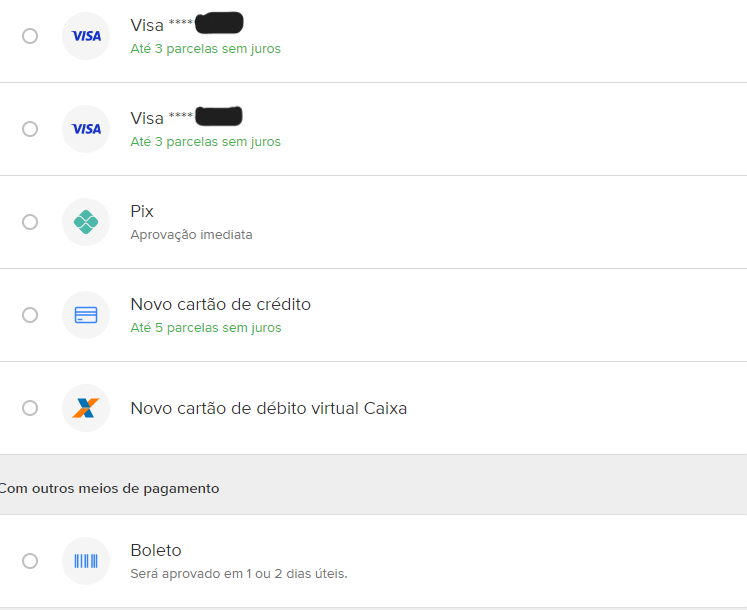 VISA
Visa ****
Até 3 parcelas sem juros
VISA
Visa ****
Até 3 parcelas sem juros
Pix
Aprovação imediata
Novo cartão de crédito
Até 5 parcelas sem juros
Novo cartão de débito virtual Caixa
Com outros meios de pagamento
Boleto
Será aprovado em 1 ou 2 dias úteis.